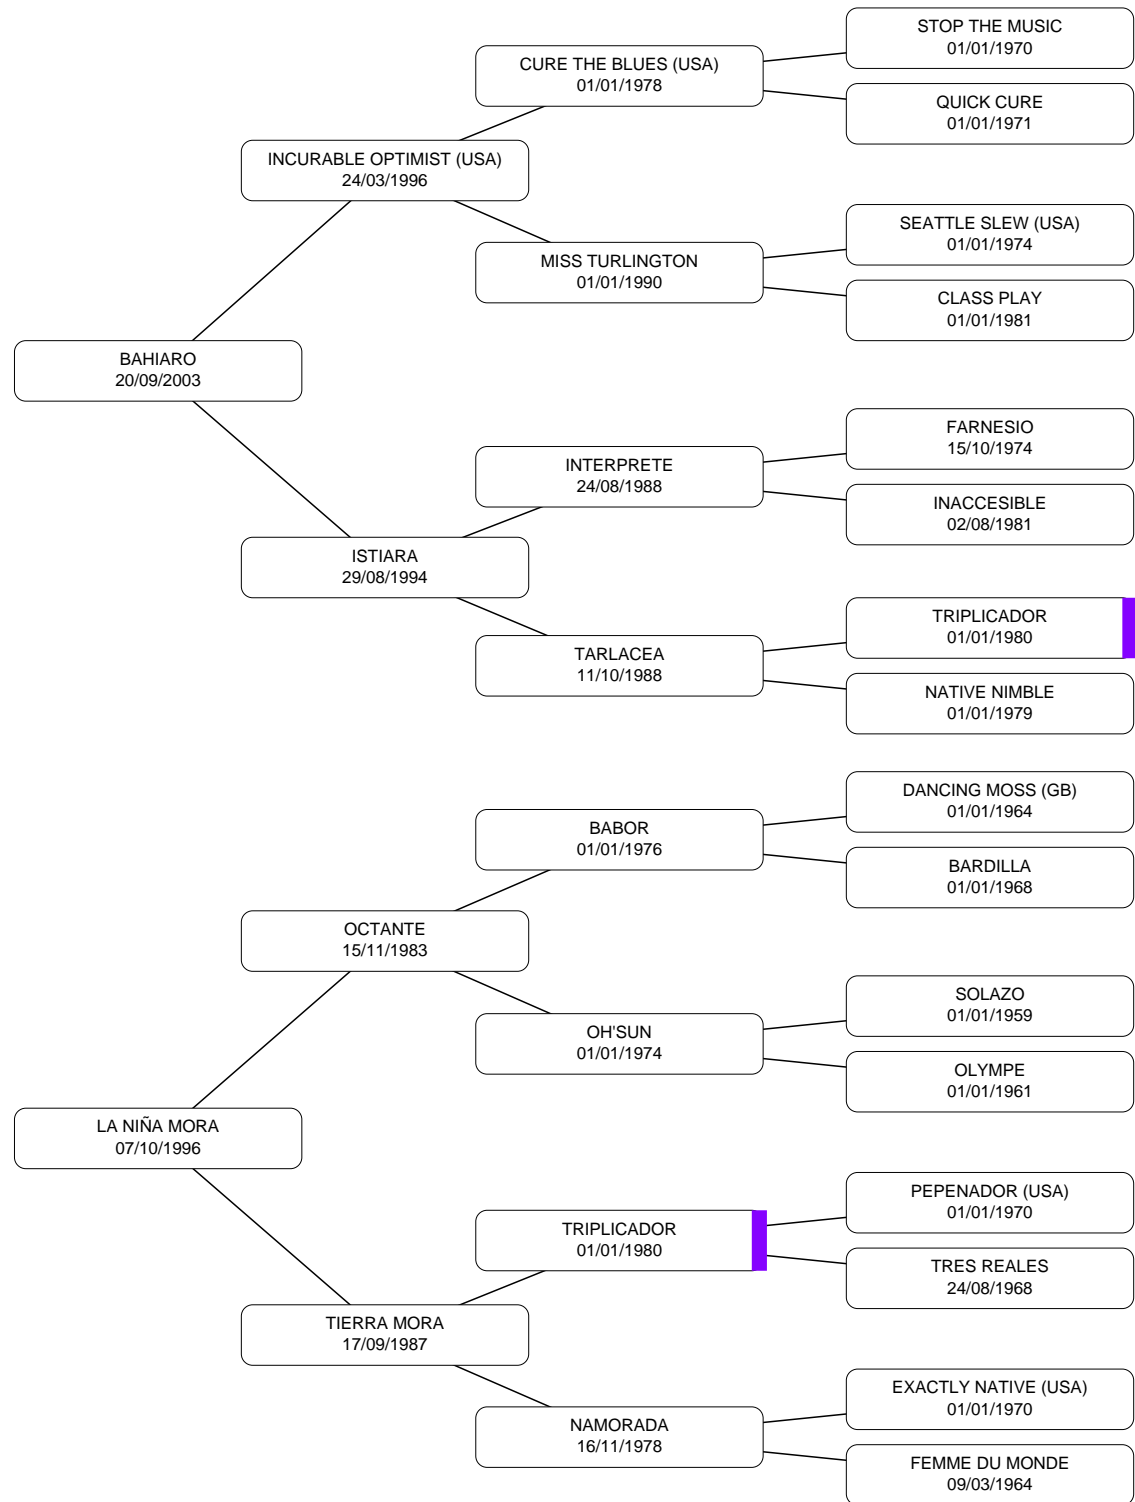 STOP THE MUSIC
01/01/1970
CURE THE BLUES (USA)
01/01/1978
QUICK CURE
01/01/1971
INCURABLE OPTIMIST (USA)
24/03/1996
SEATTLE SLEW (USA)
01/01/1974
MISS TURLINGTON
01/01/1990
CLASS PLAY
01/01/1981
BAHIARO
20/09/2003
FARNESIO
15/10/1974
INTERPRETE
24/08/1988
INACCESIBLE
02/08/1981
ISTIARA
29/08/1994
TRIPLICADOR
01/01/1980
TARLACEA
11/10/1988
NATIVE NIMBLE
01/01/1979
DANCING MOSS (GB)
01/01/1964
BABOR
01/01/1976
BARDILLA
01/01/1968
OCTANTE
15/11/1983
SOLAZO
01/01/1959
OH'SUN
01/01/1974
OLYMPE
01/01/1961
LA NIÑA MORA
07/10/1996
PEPENADOR (USA)
01/01/1970
TRIPLICADOR
01/01/1980
TRES REALES
24/08/1968
TIERRA MORA
17/09/1987
EXACTLY NATIVE (USA)
01/01/1970
NAMORADA
16/11/1978
FEMME DU MONDE
09/03/1964